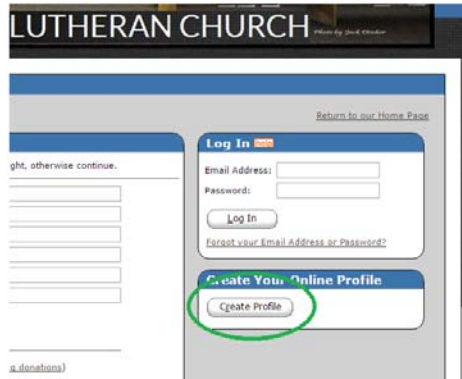 LUTHERAN CHURCH
Return to our Home Page
ght, otherwise continue.
Log In help
Email Address:
Password:
Log In
Forgot your Email Address or Password?
Create Your Online Profile
Create Profile
g donations)